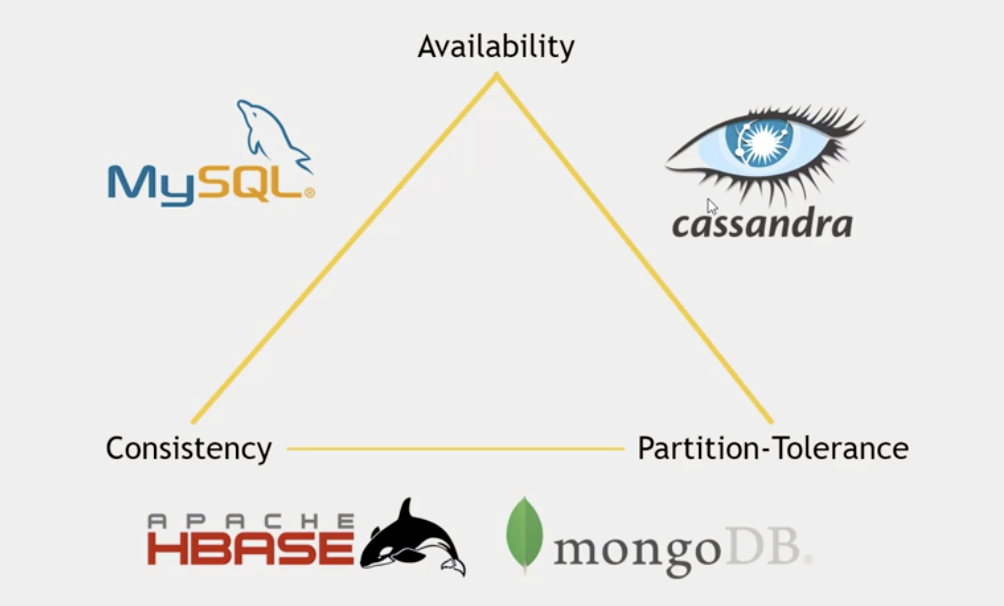 Availability
MySQL®
cassandra
Consistency
Partition-Tolerance
APACHE
HBASE
mongoDB®